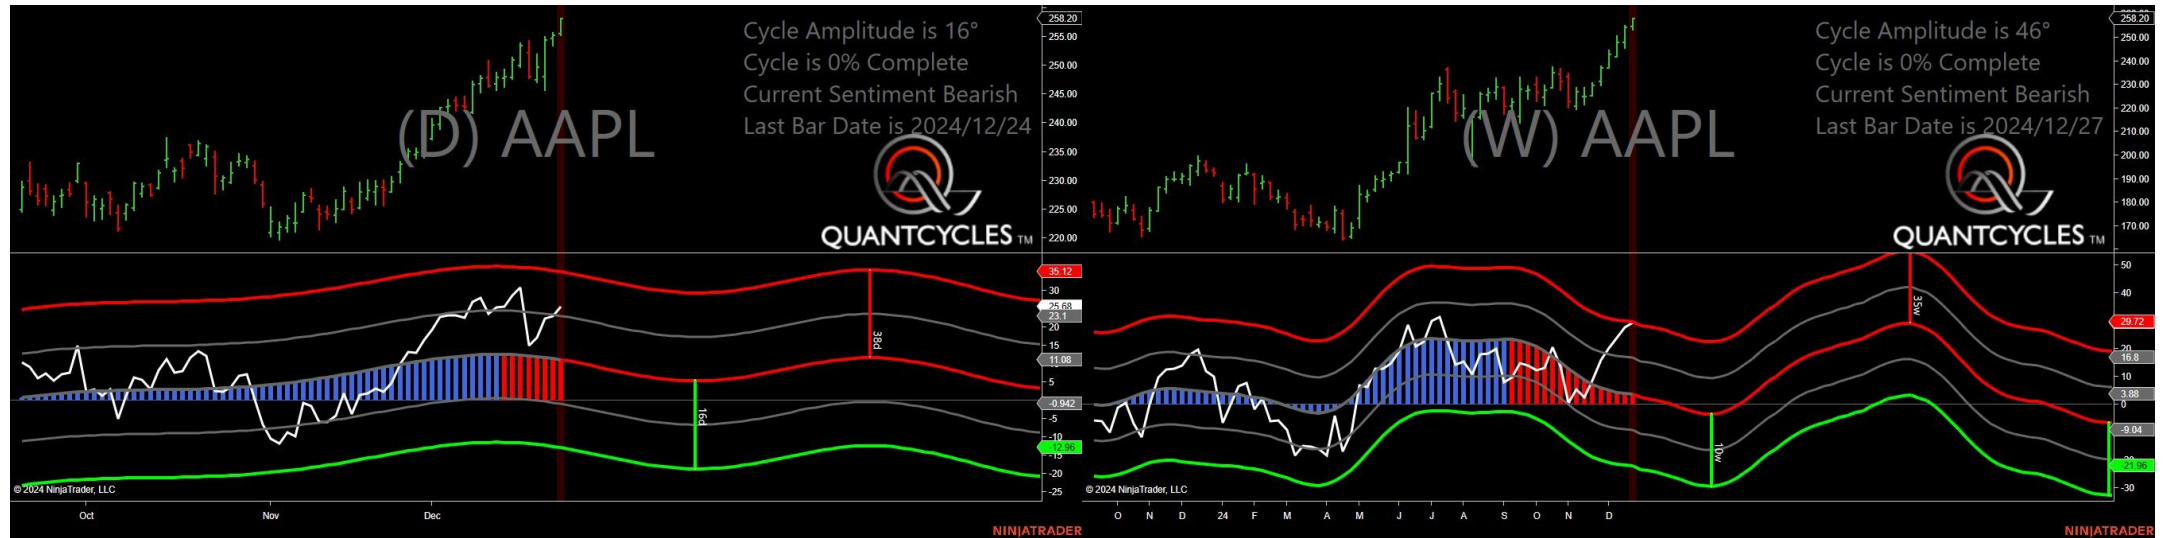 Cycle Amplitude is 16°
Cycle is 0% Complete
Current Sentiment Bearish
Last Bar Date is 2024/12/24
(D) AAPL
QUANTCYCLES TM
258.20
255.00
250.00
245.00
240.00
235.00
230.00
225.00
220.00
35.12
30
25.68
23.1
20
15
11.08
5
-0.942
-5
-10
-12.96
-15
-20
-25
38d
16d
© 2024 NinjaTrader, LLC
Oct Nov Dec
NINJATRADER
Cycle Amplitude is 46°
Cycle is 0% Complete
Current Sentiment Bearish
Last Bar Date is 2024/12/27
(W) AAPL
QUANTCYCLES TM
258.20
250.00
240.00
230.00
220.00
210.00
200.00
190.00
180.00
170.00
50
40
29.72
20
16.8
10
3.88
0
-9.04
-21.96
-30
35w
10w
© 2024 NinjaTrader, LLC
O N D 24 F M A M J J A S O N D
NINJATRADER